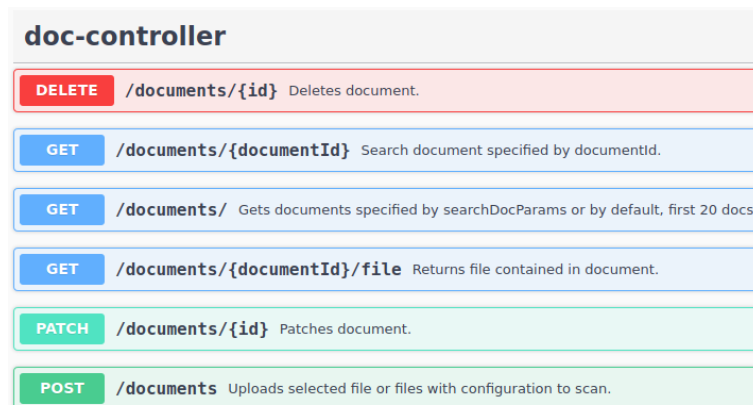 doc-controller
DELETE /documents/{id} Deletes document.
GET /documents/{documentId} Search document specified by documentId.
GET /documents/ Gets documents specified by searchDocParams or by default, first 20 docs
GET /documents/{documentId}/file Returns file contained in document.
PATCH /documents/{id} Patches document.
POST /documents Uploads selected file or files with configuration to scan.